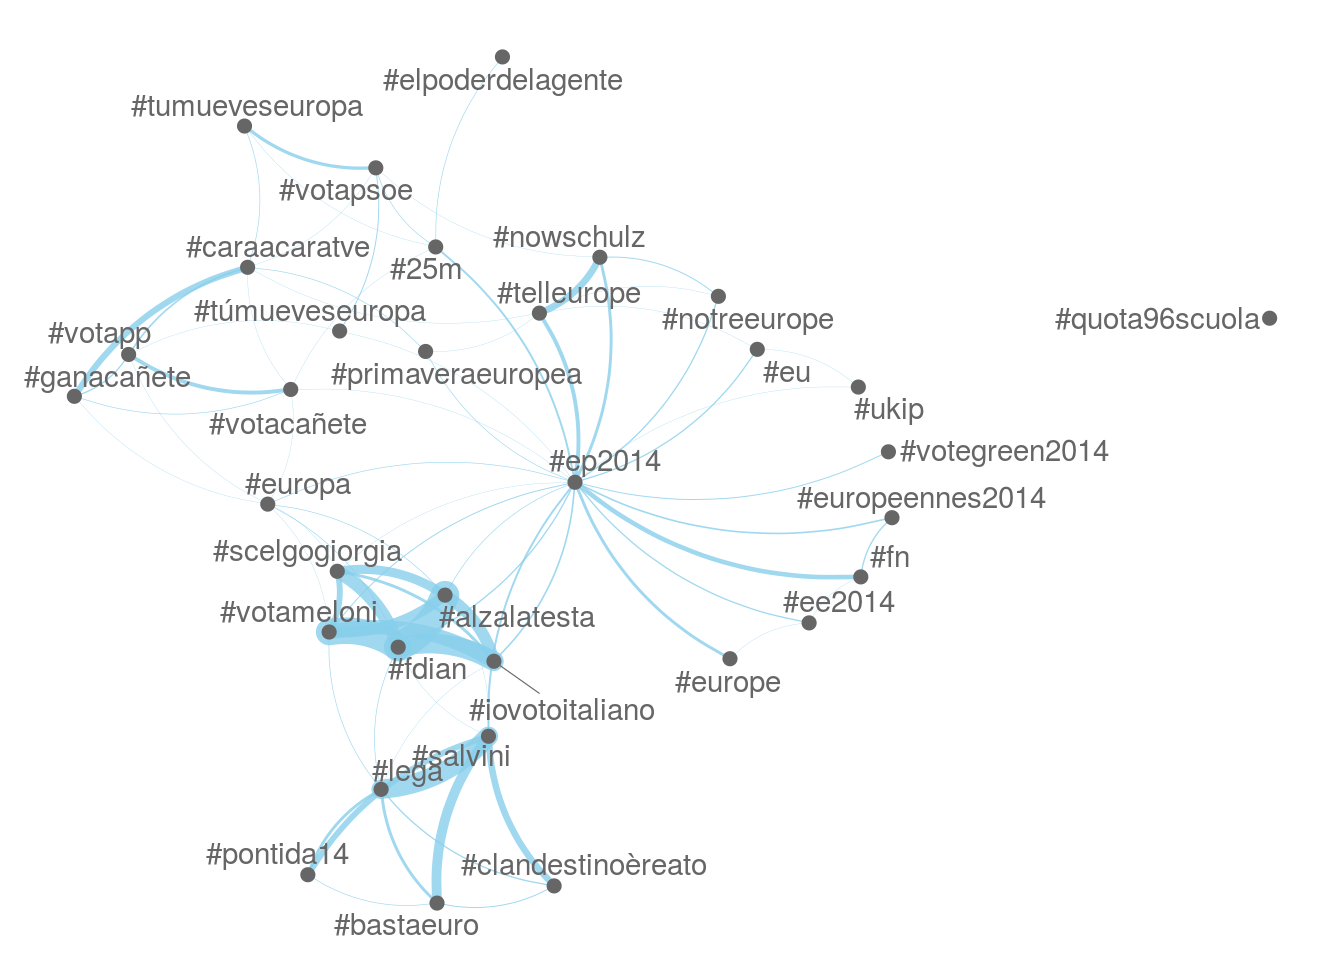 #elpoderdelagente
#tumueveseuropa
#votapsoe
#nowschulz
#caraacaratve
#25m
#telleurope
#túmueveseuropa
#notreeurope
#quota96scuola
#votapp
#ganacañete
#primaveraeuropea
#eu
#ukip
#votacañete
#votegreen2014
#ep2014
#europa
#europeennes2014
#scelgogiorgia
#fn
#ee2014
#votameloni
#alzalatesta
#fdian
#europe
#iovotoitaliano
#salvini
#lega
#pontida14
#clandestinoèreato
#bastaeuro